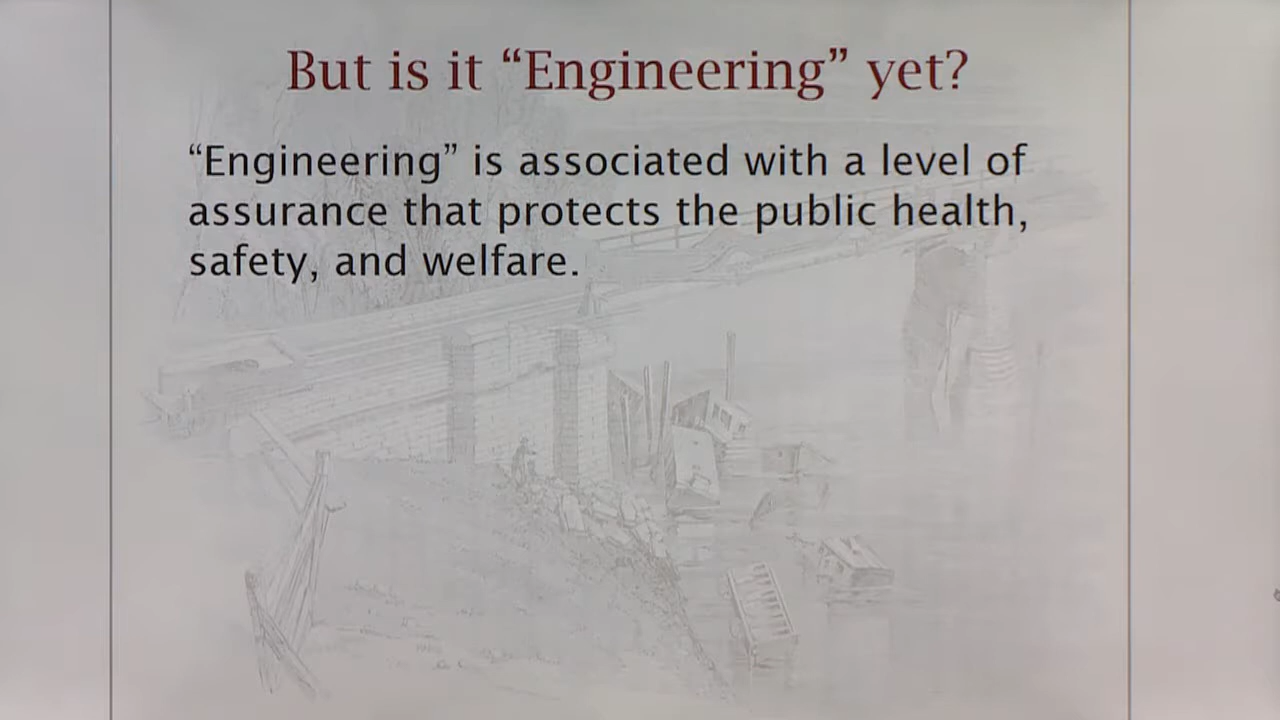 But is it “Engineering” yet?
“Engineering” is associated with a level of
assurance that protects the public health,
safety, and welfare.